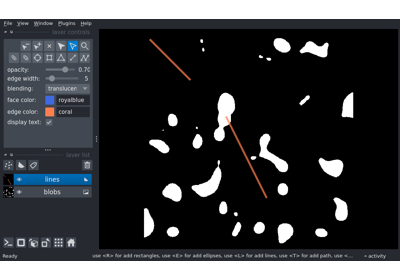 File View Window Plugins Help
layer controls
opacity: 0.70
edge width: 5
blending: translucen
face color: royalblue
edge color: coral
display text:
layer list
lines
blobs
Ready use <R> for add rectangles, use <E> for add ellipses, use <L> for add lines, use <T> for add path, use <... activity